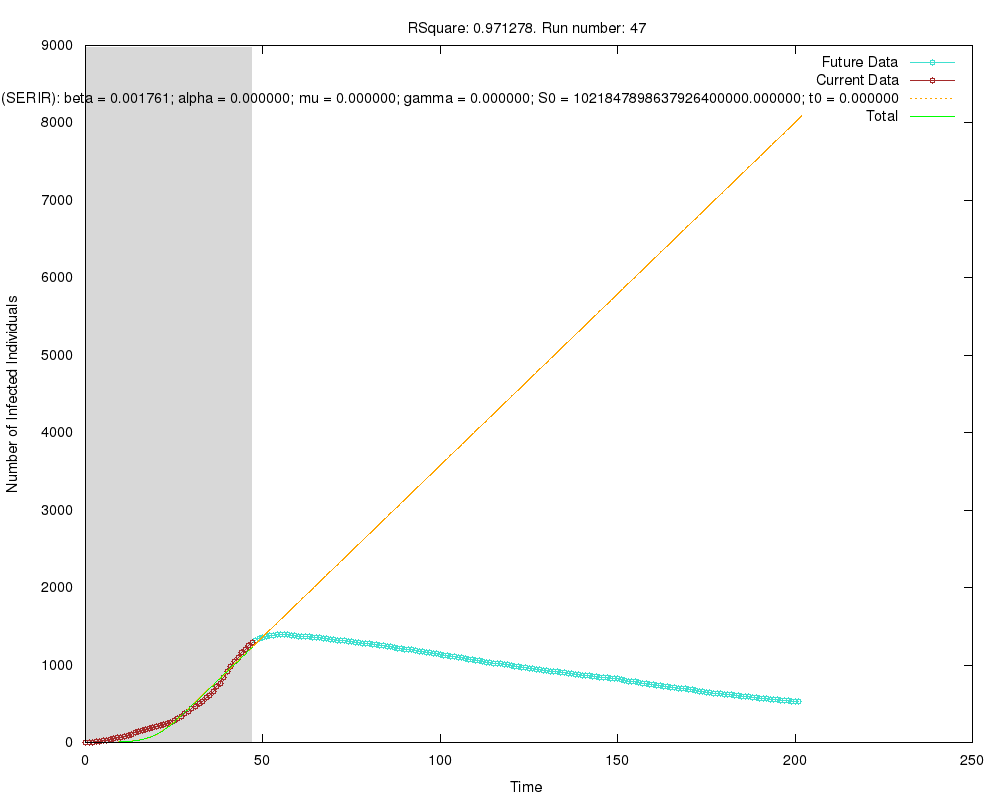 RSquare: 0.971278. Run number: 47
Future Data
Current Data
(SERIR): beta = 0.001761; alpha = 0.000000; mu = 0.000000; gamma = 0.000000; S0 = 1021847898637926400000.000000; t0 = 0.000000
Total
9000
8000
7000
6000
5000
4000
3000
2000
1000
0
Number of Infected Individuals
0 50 100 150 200 250
Time